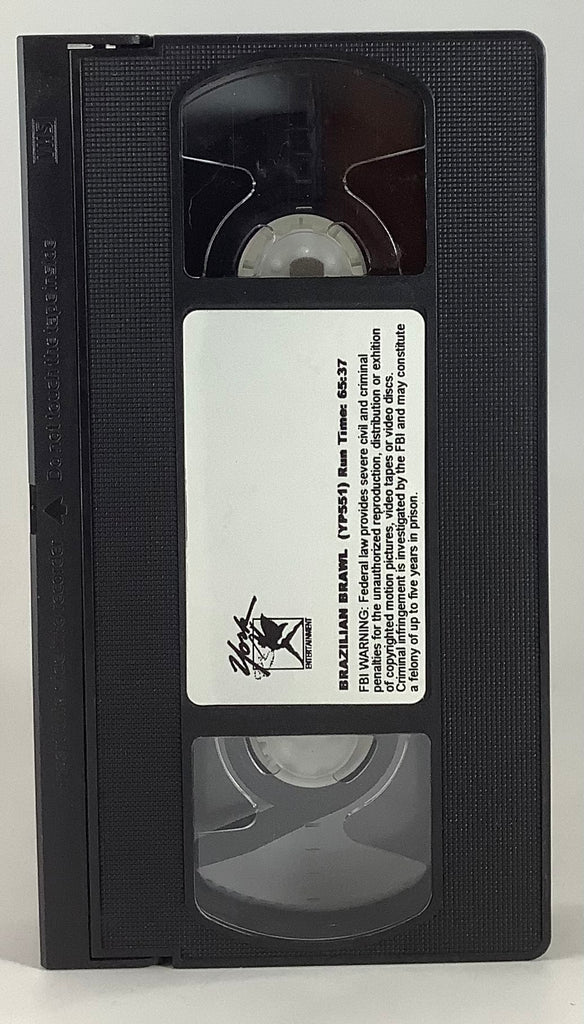 VHS
Do not touch the tape inside
York
ENTERTAINMENT
BRAZILIAN BRAWL (YP551) Run Time: 65:37
FBI WARNING: Federal law provides severe civil and criminal
penalties for the unauthorized reproduction, distribution or exhition
of copyrighted motion pictures, video tapes or video discs.
Criminal infringement is investigated by the FBI and may constitute
a felony of up to five years in prison.